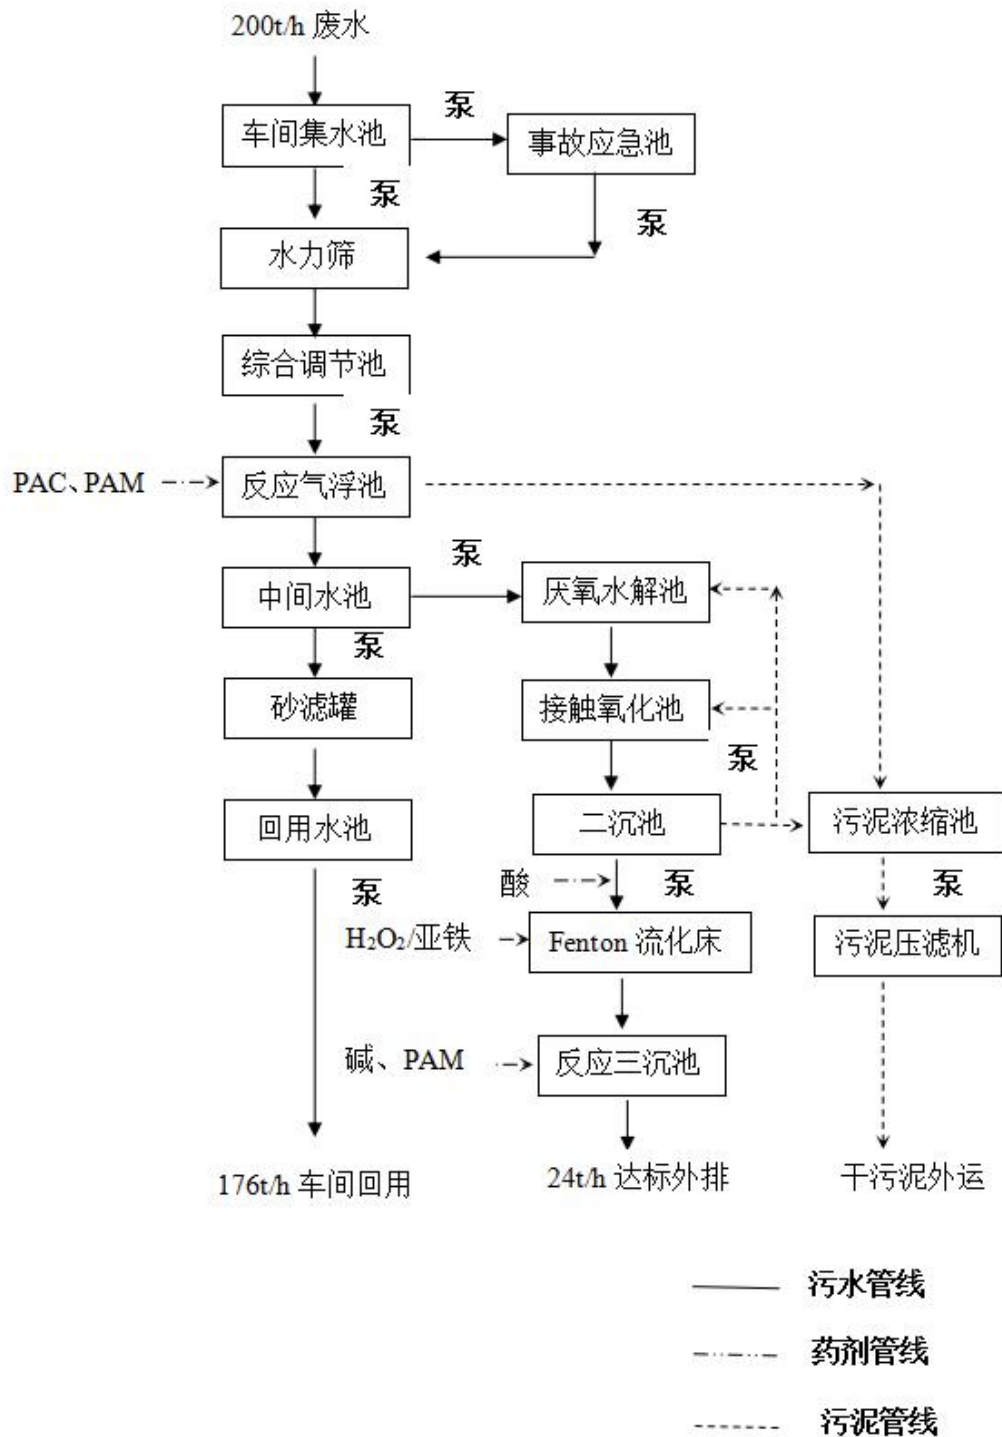 200t/h 废水
泵
车间集水池
事故应急池
泵
泵
水力筛
综合调节池
泵
PAC、PAM
反应气浮池
泵
中间水池
厌氧水解池
泵
砂滤罐
接触氧化池
泵
回用水池
二沉池
污泥浓缩池
酸
泵
泵
泵
H₂O₂/亚铁
Fenton 流化床
污泥压滤机
碱、PAM
反应三沉池
176t/h 车间回用
24t/h 达标外排
干污泥外运
污水管线
药剂管线
污泥管线